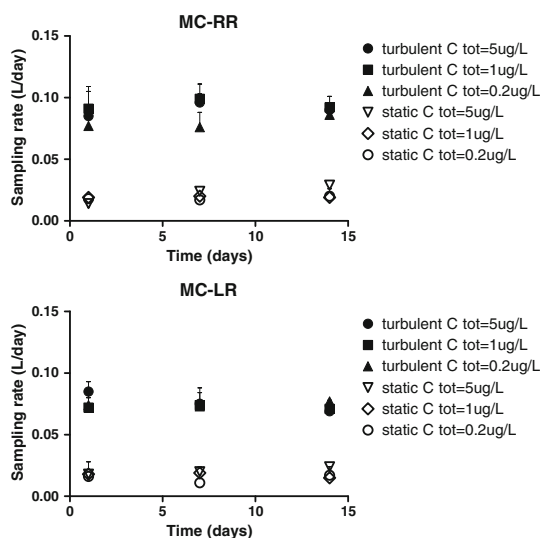 MC-RR
turbulent C tot=5ug/L
turbulent C tot=1ug/L
turbulent C tot=0.2ug/L
static C tot=5ug/L
static C tot=1ug/L
static C tot=0.2ug/L
Sampling rate (L/day)
0.15
0.10
0.05
0.00
0 5 10 15
Time (days)
MC-LR
turbulent C tot=5ug/L
turbulent C tot=1ug/L
turbulent C tot=0.2ug/L
static C tot=5ug/L
static C tot=1ug/L
static C tot=0.2ug/L
Sampling rate (L/day)
0.15
0.10
0.05
0.00
0 5 10 15
Time (days)